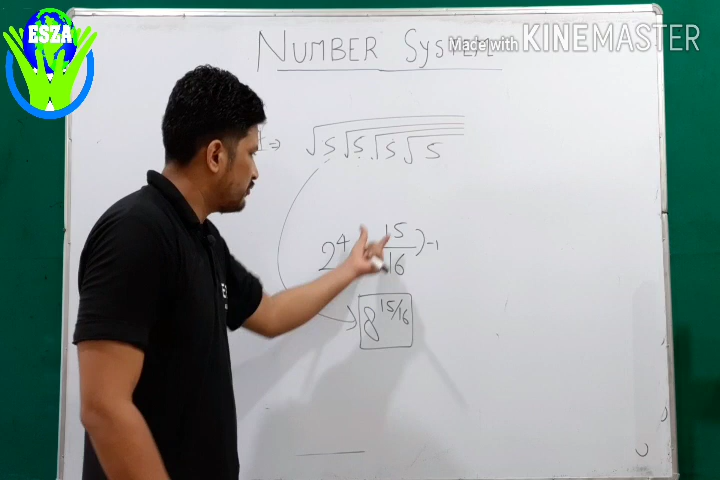 ESZA
NUMBER SYSTEM
Made with KINEMASTER
I ⇒ √5√5√5√5
2⁴ 15/16 )-1
8^15/16